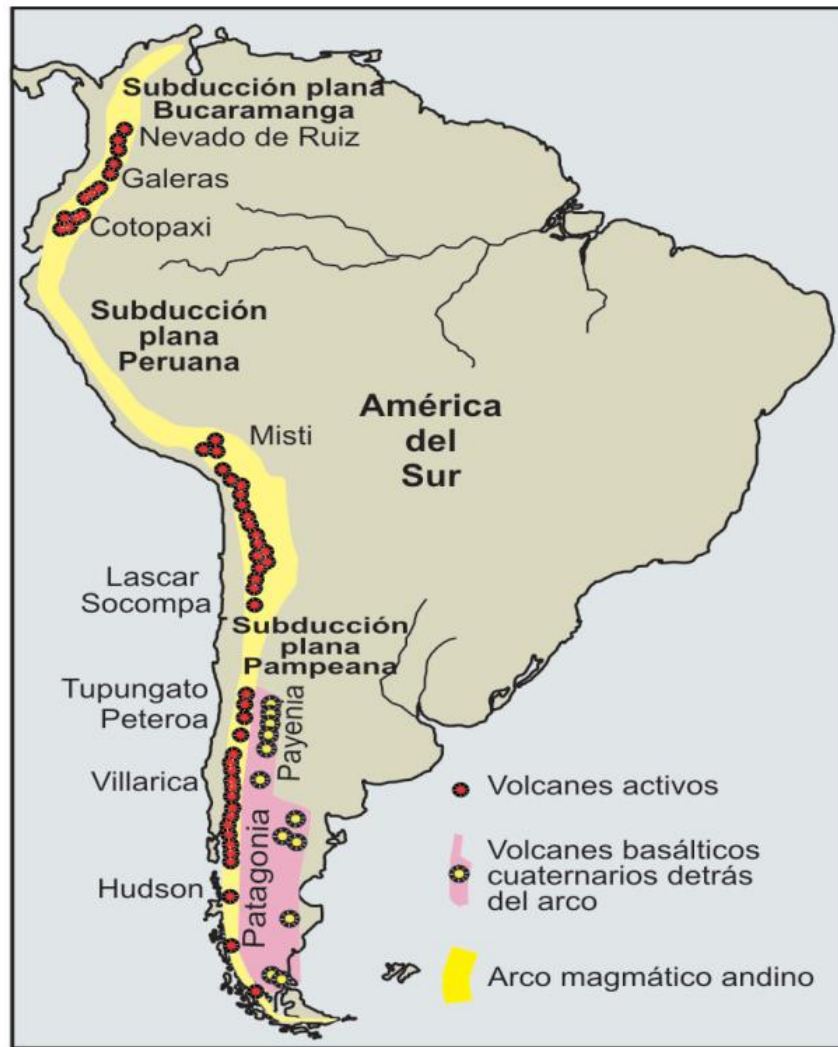 Subducción plana
Bucaramanga
Nevado de Ruiz
Galeras
Cotopaxi
Subducción
plana
Peruana
Misti
América
del
Sur
Lascar
Socompa
Subducción
plana
Pampeana
Tupungato
Peteroa
Payenia
Villarica
Patagonia
Hudson
Volcanes activos
Volcanes basálticos
cuaternarios detrás
del arco
Arco magmático andino